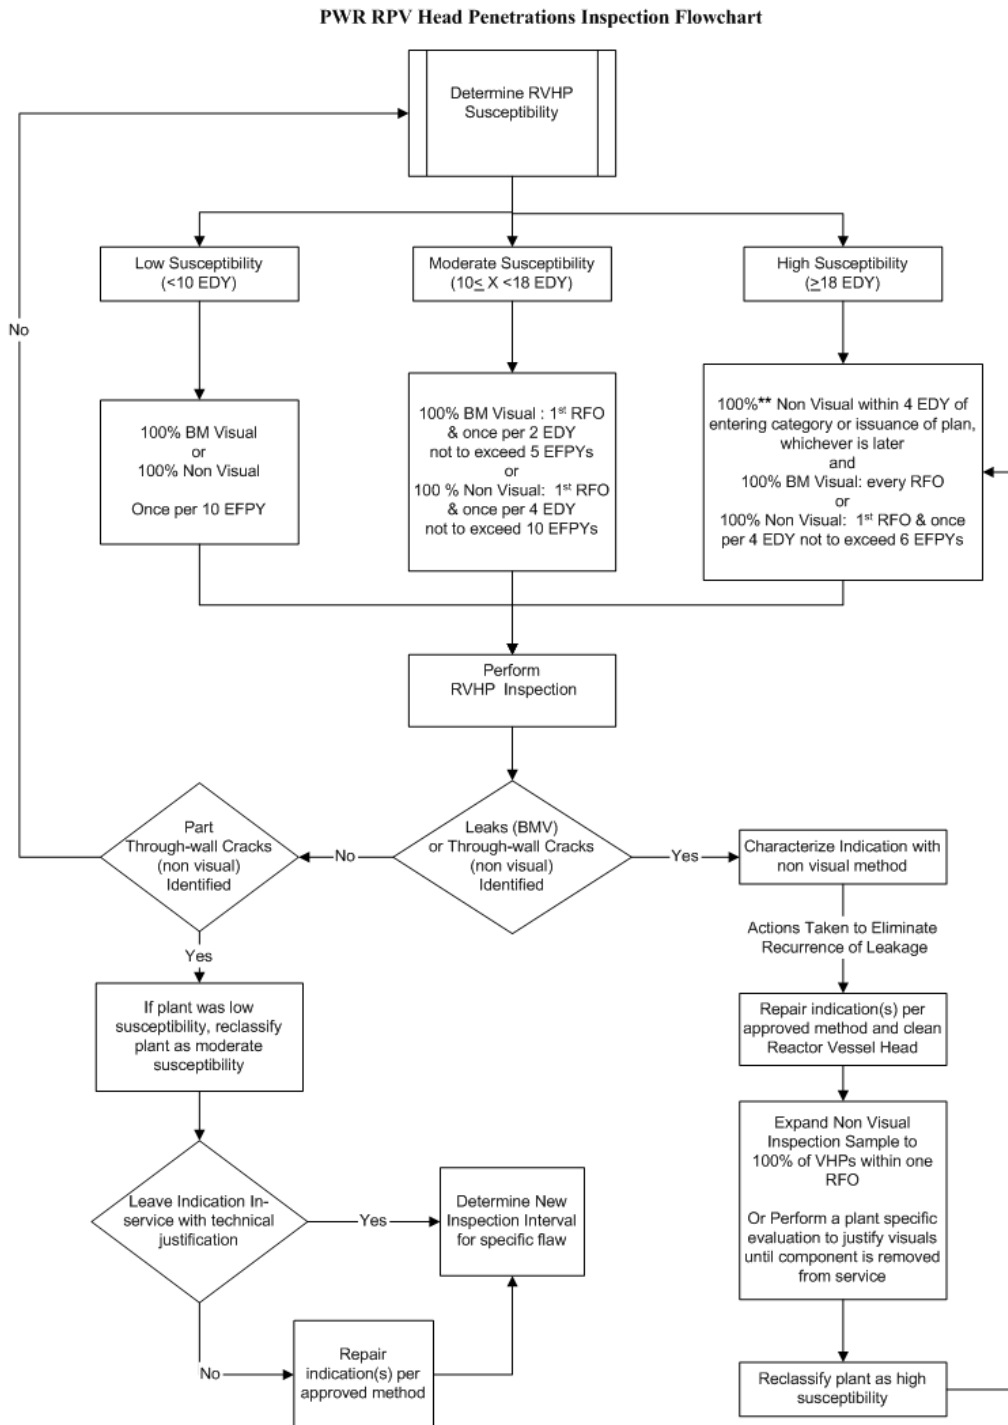 PWR RPV Head Penetrations Inspection Flowchart
Determine RVHP
Susceptibility
Low Susceptibility
(<10 EDY)
Moderate Susceptibility
(10≤ X <18 EDY)
High Susceptibility
(≥18 EDY)
No
100% BM Visual
or
100% Non Visual
Once per 10 EFPY
100% BM Visual : 1st RFO
& once per 2 EDY
not to exceed 5 EFPYs
or
100 % Non Visual: 1st RFO
& once per 4 EDY
not to exceed 10 EFPYs
100%** Non Visual within 4 EDY of
entering category or issuance of plan,
whichever is later
and
100% BM Visual: every RFO
or
100% Non Visual: 1st RFO & once
per 4 EDY not to exceed 6 EFPYs
Perform
RVHP Inspection
Part
Through-wall Cracks
(non visual)
Identified
No
Leaks (BMV)
or Through-wall Cracks
(non visual)
Identified
Yes
Characterize Indication with
non visual method
Actions Taken to Eliminate
Recurrence of Leakage
Yes
If plant was low
susceptibility, reclassify
plant as moderate
susceptibility
Repair indication(s) per
approved method and clean
Reactor Vessel Head
Expand Non Visual
Inspection Sample to
100% of VHPs within one
RFO
Or Perform a plant specific
evaluation to justify visuals
until component is removed
from service
Leave Indication In-
service with technical
justification
Yes
Determine New
Inspection Interval
for specific flaw
No
Repair
indication(s) per
approved method
Reclassify plant as high
susceptibility